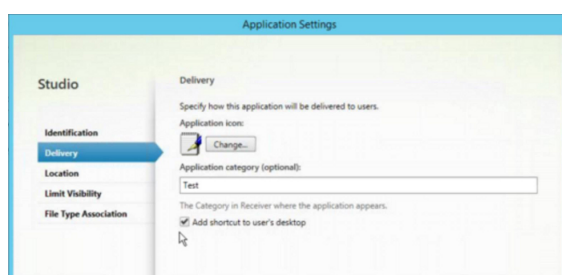 Application Settings
Studio
Identification
Delivery
Location
Limit Visibility
File Type Association
Delivery
Specify how this application will be delivered to users.
Application icon:
Change...
Application category (optional):
Test
The Category in Receiver where the application appears.
Add shortcut to user's desktop